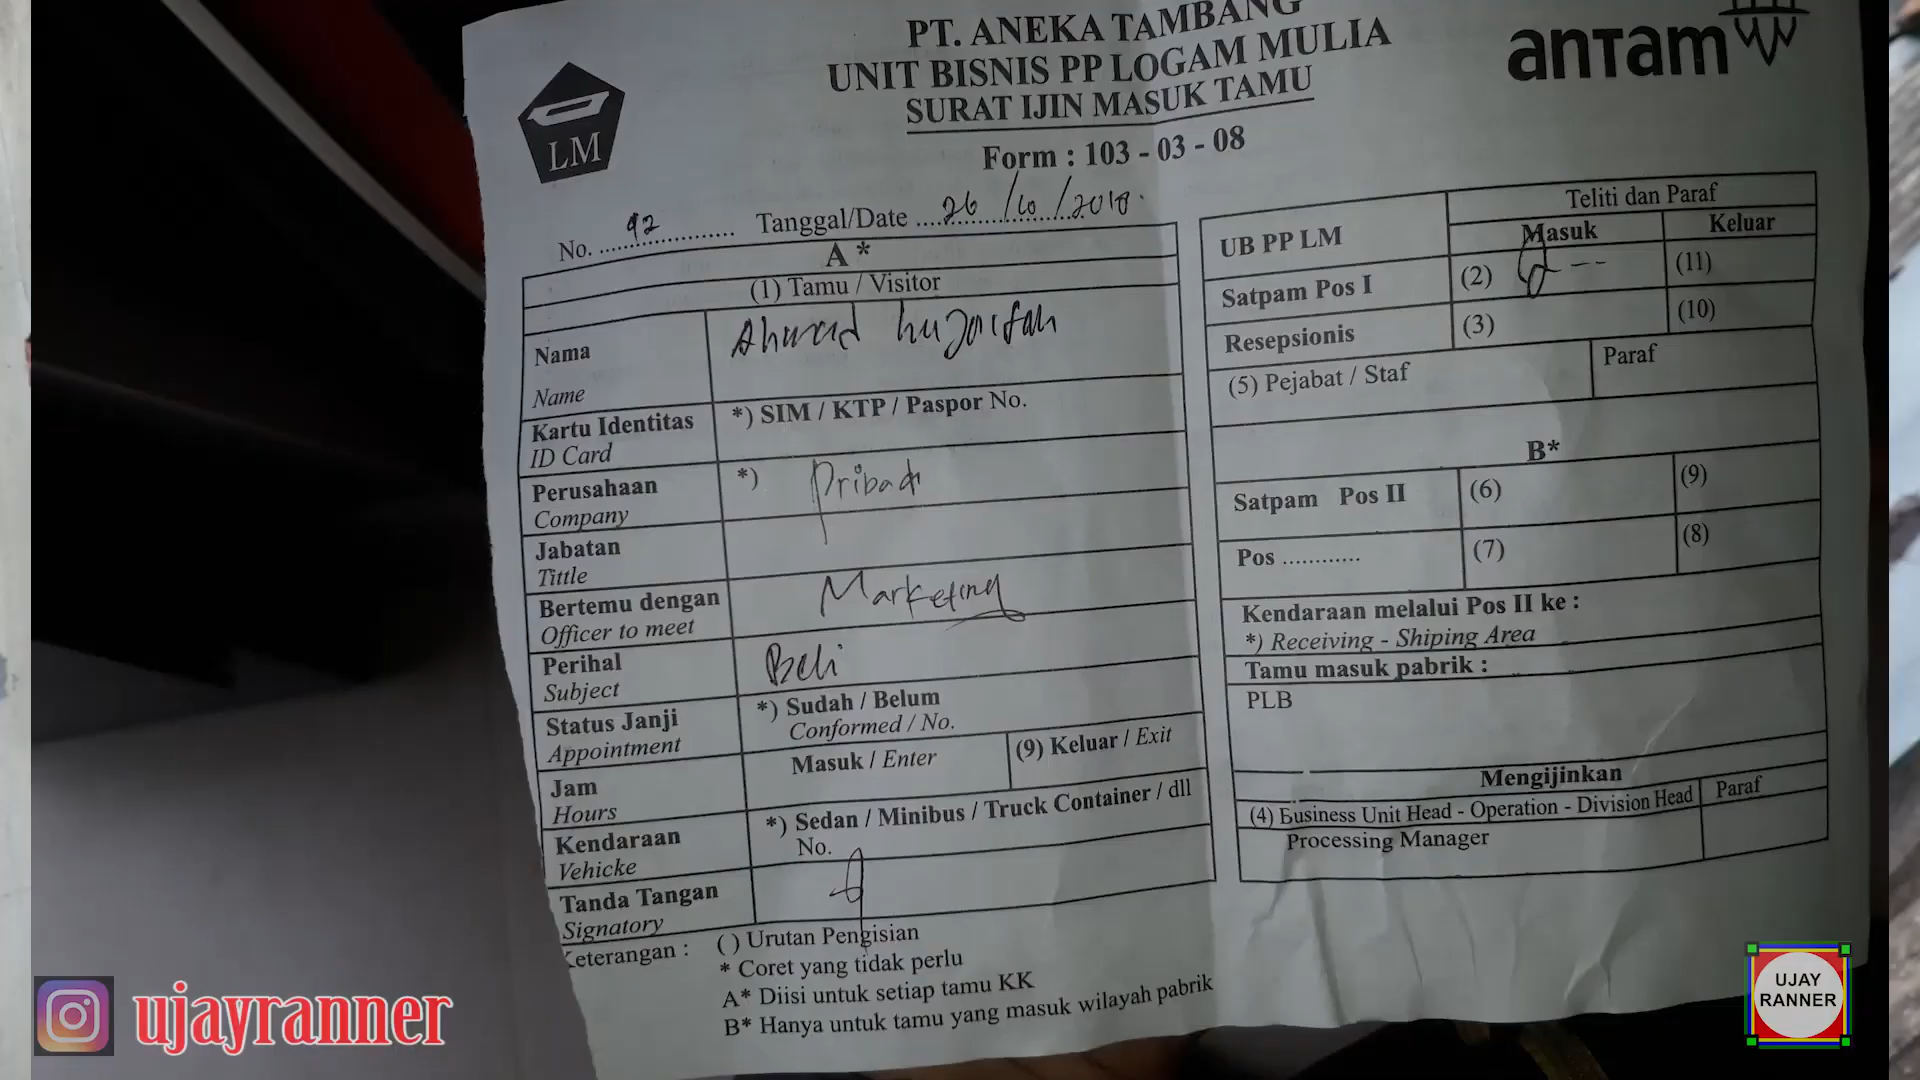 PT. ANEKA TAMBANG
UNIT BISNIS PP LOGAM MULIA
SURAT IJIN MASUK TAMU
Form : 103 - 03 - 08
LM
antam
No. 92 Tanggal/Date 26/10/2018
A *
(1) Tamu / Visitor
Nama
Name
Ahmad hujaifah
Kartu Identitas
ID Card
*) SIM / KTP / Paspor No.
Perusahaan
Company
*) Pribadi
Jabatan
Tittle
Bertemu dengan
Officer to meet
Marketing
Perihal
Subject
Beli
Status Janji
Appointment
*) Sudah / Belum
Conformed / No.
Jam
Hours
Masuk / Enter
(9) Keluar / Exit
Kendaraan
Vehicke
*) Sedan / Minibus / Truck Container / dll
No.
Tanda Tangan
Signatory
Keterangan : ( ) Urutan Pengisian
* Coret yang tidak perlu
A* Diisi untuk setiap tamu KK
B* Hanya untuk tamu yang masuk wilayah pabrik
UB PP LM
Teliti dan Paraf
Masuk
Keluar
Satpam Pos I
(2)
(11)
Resepsionis
(3)
(10)
(5) Pejabat / Staf
Paraf
B*
Satpam Pos II
(6)
(9)
Pos ............
(7)
(8)
Kendaraan melalui Pos II ke :
*) Receiving - Shiping Area
Tamu masuk pabrik :
PLB
Mengijinkan
(4) Business Unit Head - Operation - Division Head
Processing Manager
Paraf
ujayranner
UJAY
RANNER